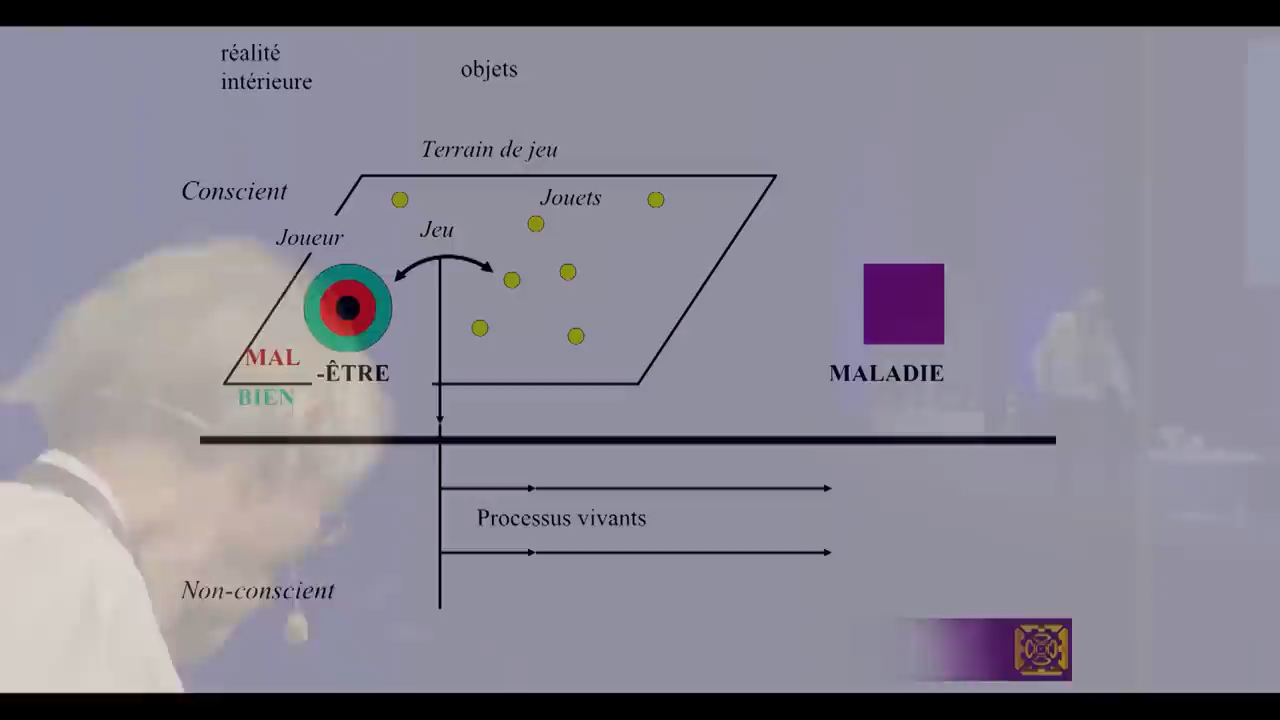 réalité
intérieure
objets
Terrain de jeu
Conscient
Jouets
Jeu
Joueur
MAL
-ÊTRE
BIEN
MALADIE
Processus vivants
Non-conscient